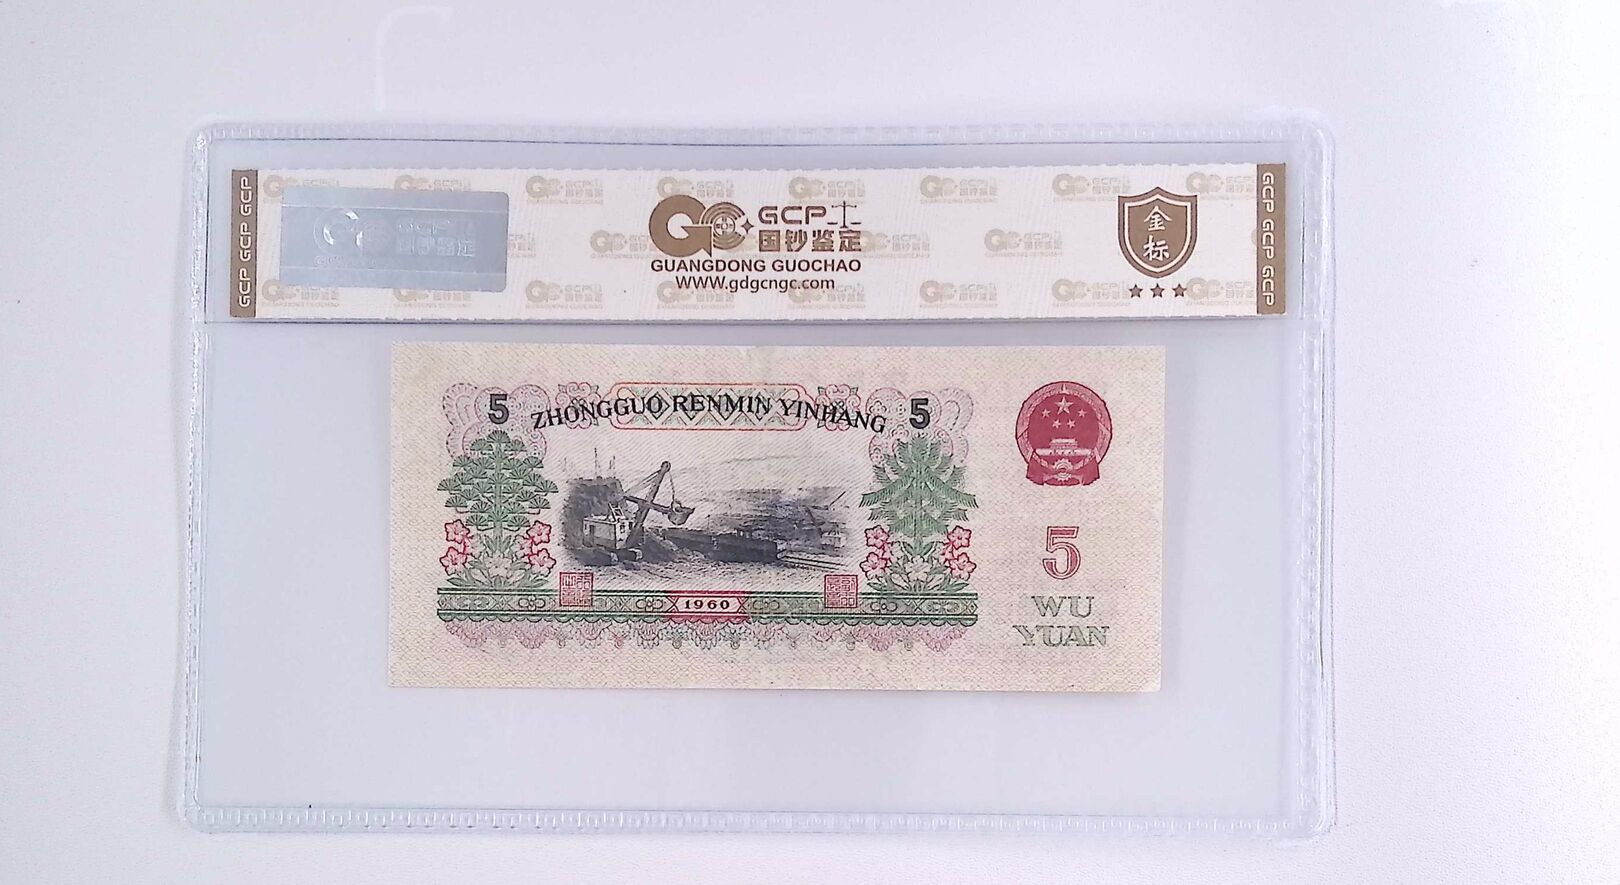 GCP GCP GCP
GCP
国钞鉴定
GUANGDONG GUOCHAO
www.gdgcngc.com
金标
GCP GCP GCP
5 ZHONGGUO RENMIN YINHANG 5
1960
5
WU
YUAN